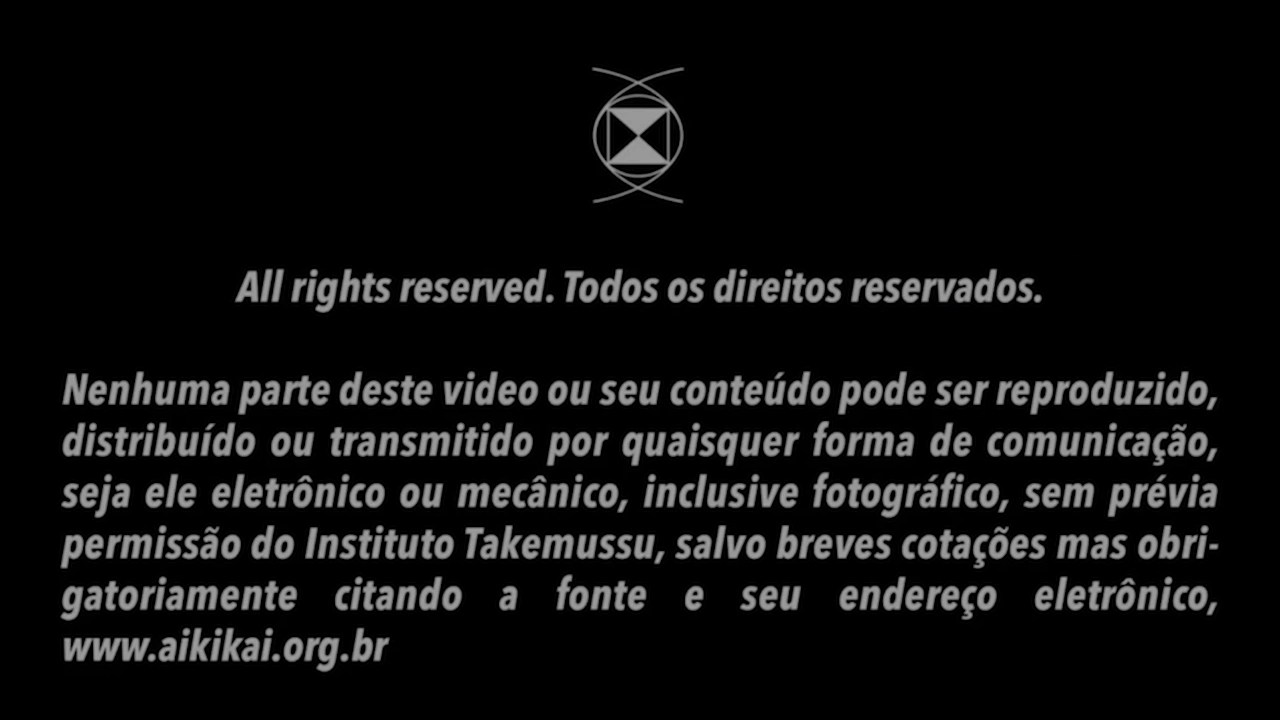 All rights reserved. Todos os direitos reservados.
Nenhuma parte deste video ou seu conteúdo pode ser reproduzido,
distribuído ou transmitido por quaisquer forma de comunicação,
seja ele eletrônico ou mecânico, inclusive fotográfico, sem prévia
permissão do Instituto Takemussu, salvo breves cotações mas obri-
gatoriamente citando a fonte e seu endereço eletrônico,
www.aikikai.org.br